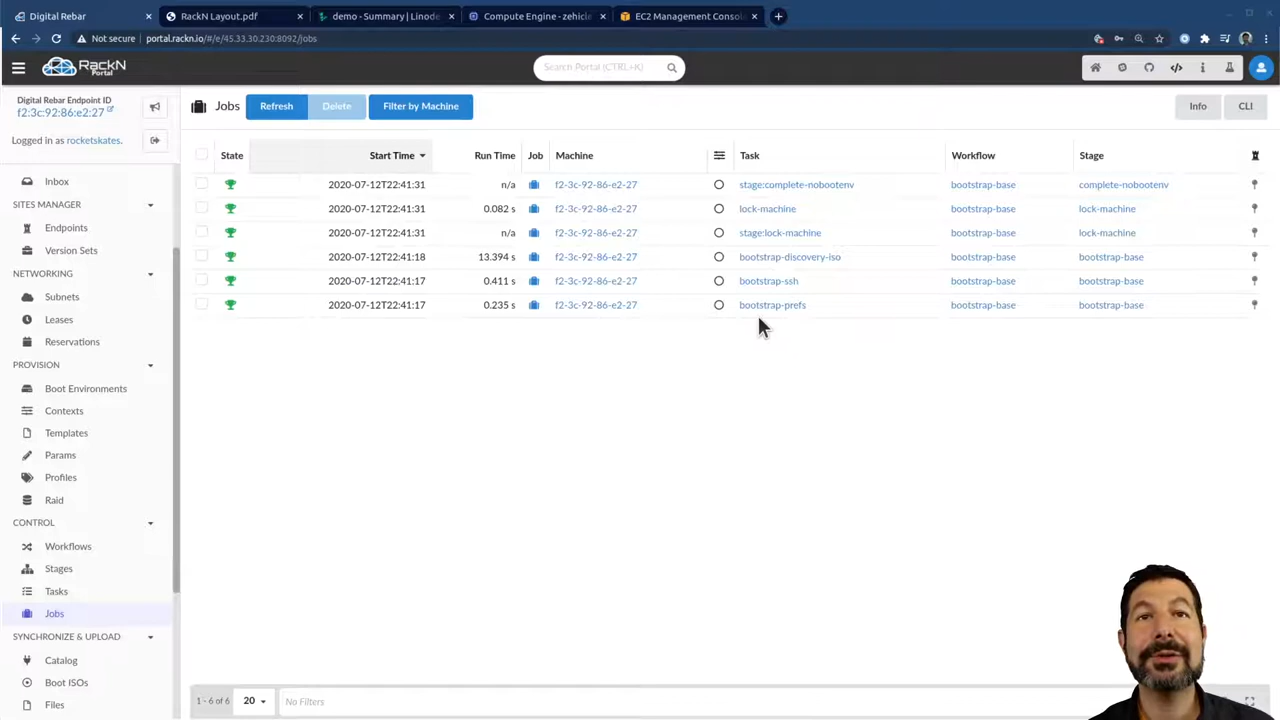 Digital Rebar
RackN Layout.pdf
demo - Summary | Linode
Compute Engine - zehicle
EC2 Management Consol
Not secure
portal.rackn.io/#/e/45.33.30.230:8092/jobs
RackN
Portal
Search Portal (CTRL+K)
Digital Rebar Endpoint ID
f2:3c:92:86:e2:27
Logged in as rocketskates.
Inbox
SITES MANAGER
Endpoints
Version Sets
NETWORKING
Subnets
Leases
Reservations
PROVISION
Boot Environments
Contexts
Templates
Params
Profiles
Raid
CONTROL
Workflows
Stages
Tasks
Jobs
SYNCHRONIZE & UPLOAD
Catalog
Boot ISOs
Files
Jobs Refresh Delete Filter by Machine Info CLI
State Start Time Run Time Job Machine Task Workflow Stage
2020-07-12T22:41:31 n/a f2-3c-92-86-e2-27 stage:complete-nobootenv bootstrap-base complete-nobootenv
2020-07-12T22:41:31 0.082 s f2-3c-92-86-e2-27 lock-machine bootstrap-base lock-machine
2020-07-12T22:41:31 n/a f2-3c-92-86-e2-27 stage:lock-machine bootstrap-base lock-machine
2020-07-12T22:41:18 13.394 s f2-3c-92-86-e2-27 bootstrap-discovery-iso bootstrap-base bootstrap-base
2020-07-12T22:41:17 0.411 s f2-3c-92-86-e2-27 bootstrap-ssh bootstrap-base bootstrap-base
2020-07-12T22:41:17 0.235 s f2-3c-92-86-e2-27 bootstrap-prefs bootstrap-base bootstrap-base
1 - 6 of 6 20 No Filters